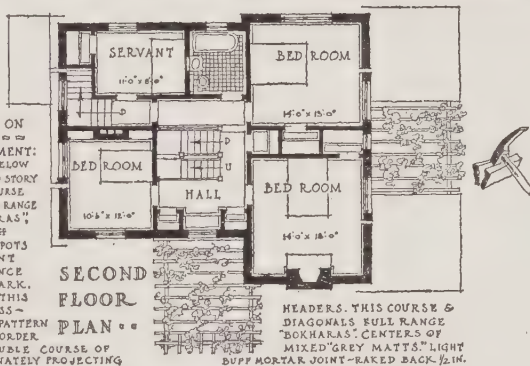 SERVANT
11'0" x 8'0"
BED ROOM
14'0" x 13'0"
D
BED ROOM
10'6" x 12'0"
D
U
HALL
BED ROOM
14'0" x 18'0"
ON
MENT:
ELOW
STORY
URSE
RANGE
RAS",
H
POTS
NT
NCE
ARK.
THIS
SS-
PATTERN
ORDER
UBLE COURSE OF
NATELY PROJECTING
SECOND
FLOOR
PLAN
HEADERS. THIS COURSE &
DIAGONALS FULL RANGE
"BOKHARAS". CENTERS OF
MIXED "GREY MATTS." LIGHT
BUFF MORTAR JOINT-RAKED BACK 1/2 IN.